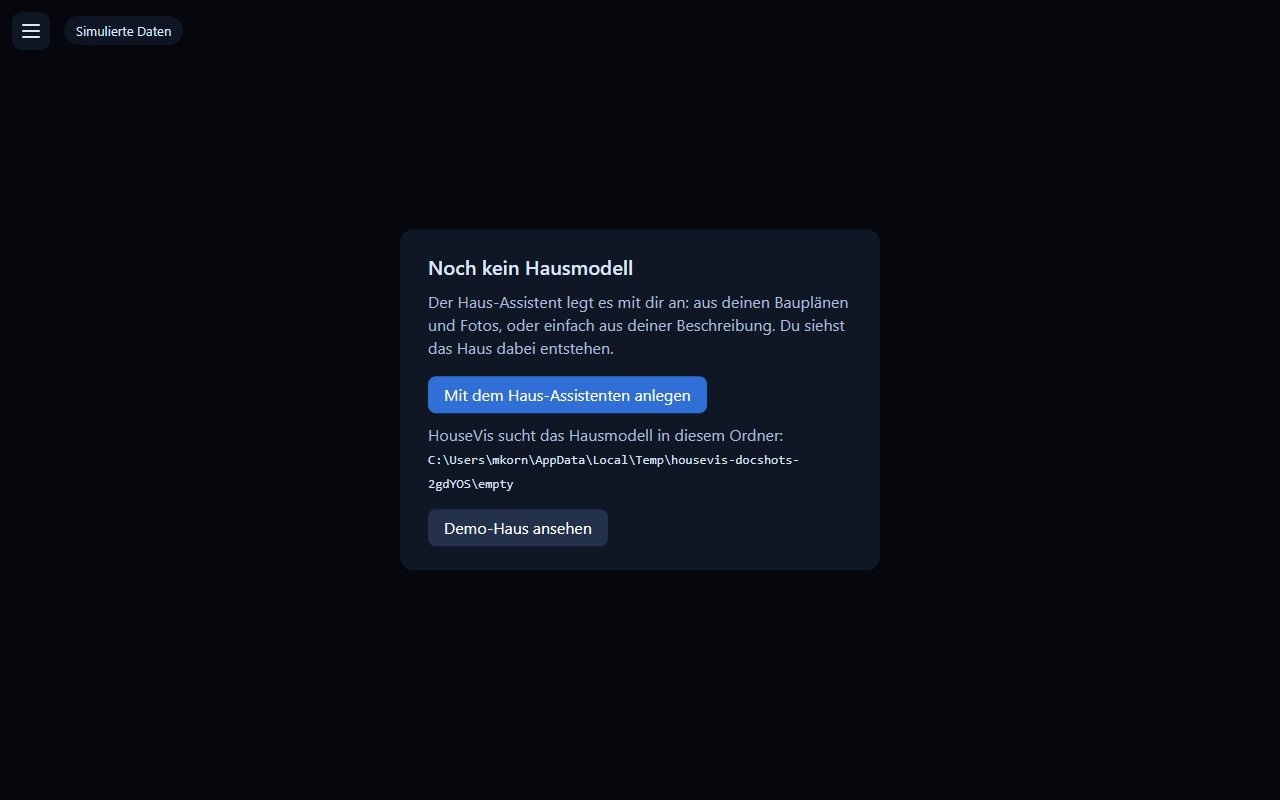 Simulierte Daten
Noch kein Hausmodell
Der Haus-Assistent legt es mit dir an: aus deinen Bauplänen
und Fotos, oder einfach aus deiner Beschreibung. Du siehst
das Haus dabei entstehen.
Mit dem Haus-Assistenten anlegen
HouseVis sucht das Hausmodell in diesem Ordner:
C:\Users\mkorn\AppData\Local\Temp\housevis-docshots-
2gdYOS\empty
Demo-Haus ansehen